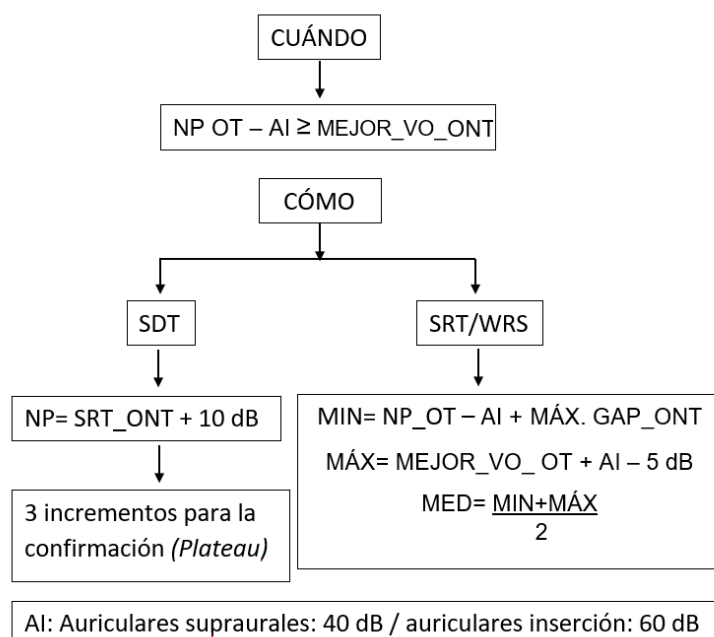 CUÁNDO
NP OT – AI ≥ MEJOR_VO_ONT
CÓMO
SDT
SRT/WRS
NP= SRT_ONT + 10 dB
3 incrementos para la
confirmación (Plateau)
MIN= NP_OT – AI + MÁX. GAP_ONT
MÁX= MEJOR_VO_ OT + AI – 5 dB
MED= MIN+MÁX
2
AI: Auriculares supraurales: 40 dB / auriculares inserción: 60 dB